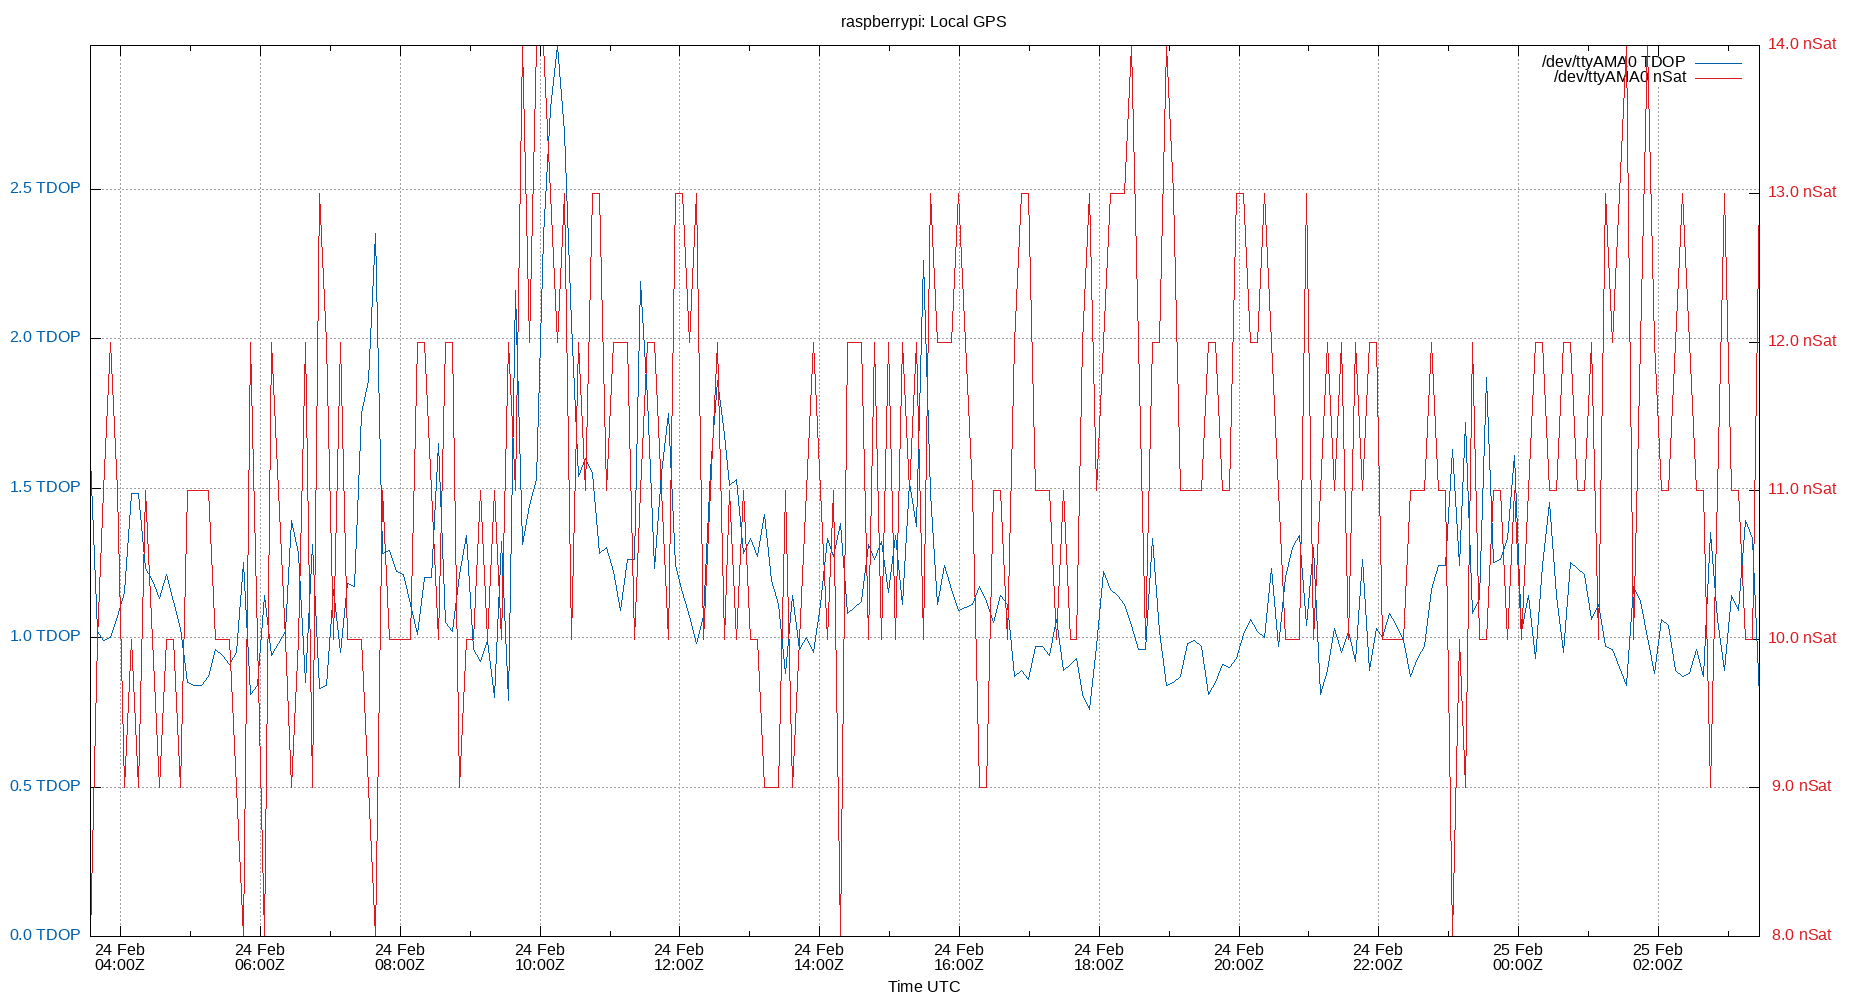 raspberrypi: Local GPS
14.0 nSat
/dev/ttyAMA0 TDOP
/dev/ttyAMA0 nSat
2.5 TDOP
13.0 nSat
2.0 TDOP
12.0 nSat
1.5 TDOP
11.0 nSat
1.0 TDOP
10.0 nSat
0.5 TDOP
9.0 nSat
0.0 TDOP
8.0 nSat
24 Feb 24 Feb 24 Feb 24 Feb 24 Feb 24 Feb 24 Feb 24 Feb 24 Feb 24 Feb 25 Feb 25 Feb
04:00Z 06:00Z 08:00Z 10:00Z 12:00Z 14:00Z 16:00Z 18:00Z 20:00Z 22:00Z 00:00Z 02:00Z
Time UTC